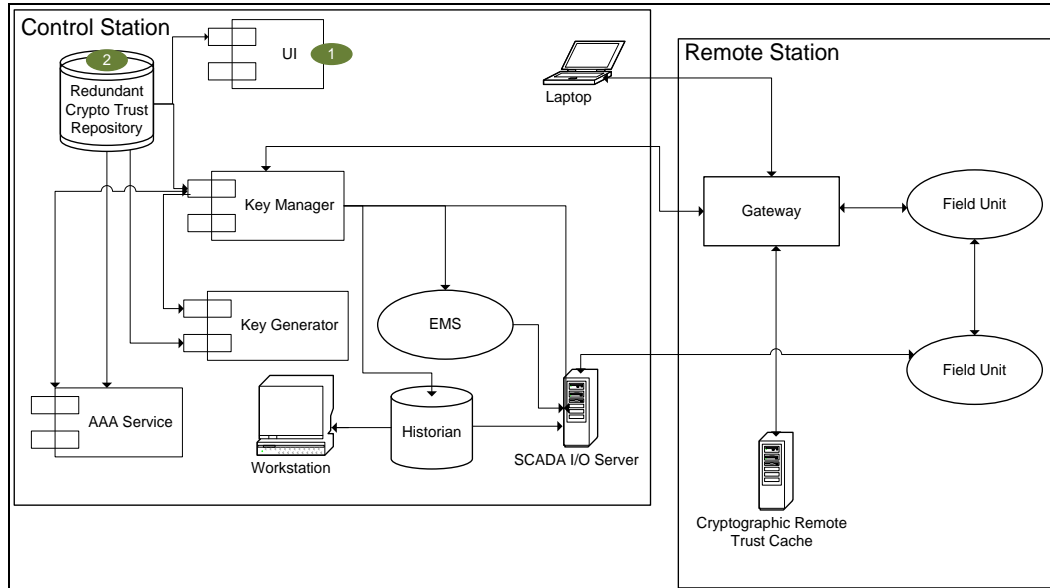 Control Station
UI
1
2
Redundant
Crypto Trust
Repository
Laptop
Remote Station
Key Manager
Gateway
Field Unit
Key Generator
EMS
Field Unit
AAA Service
Workstation
Historian
SCADA I/O Server
Cryptographic Remote
Trust Cache